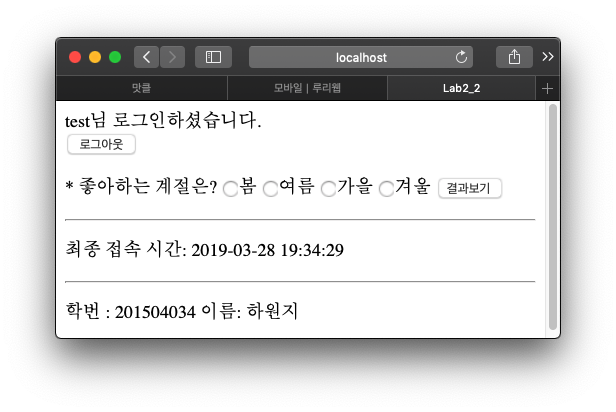 localhost
맛클 모바일 | 루리웹 Lab2_2
test님 로그인하셨습니다.
로그아웃
* 좋아하는 계절은? 봄 여름 가을 겨울 결과보기
최종 접속 시간: 2019-03-28 19:34:29
학번 : 201504034 이름: 하원지